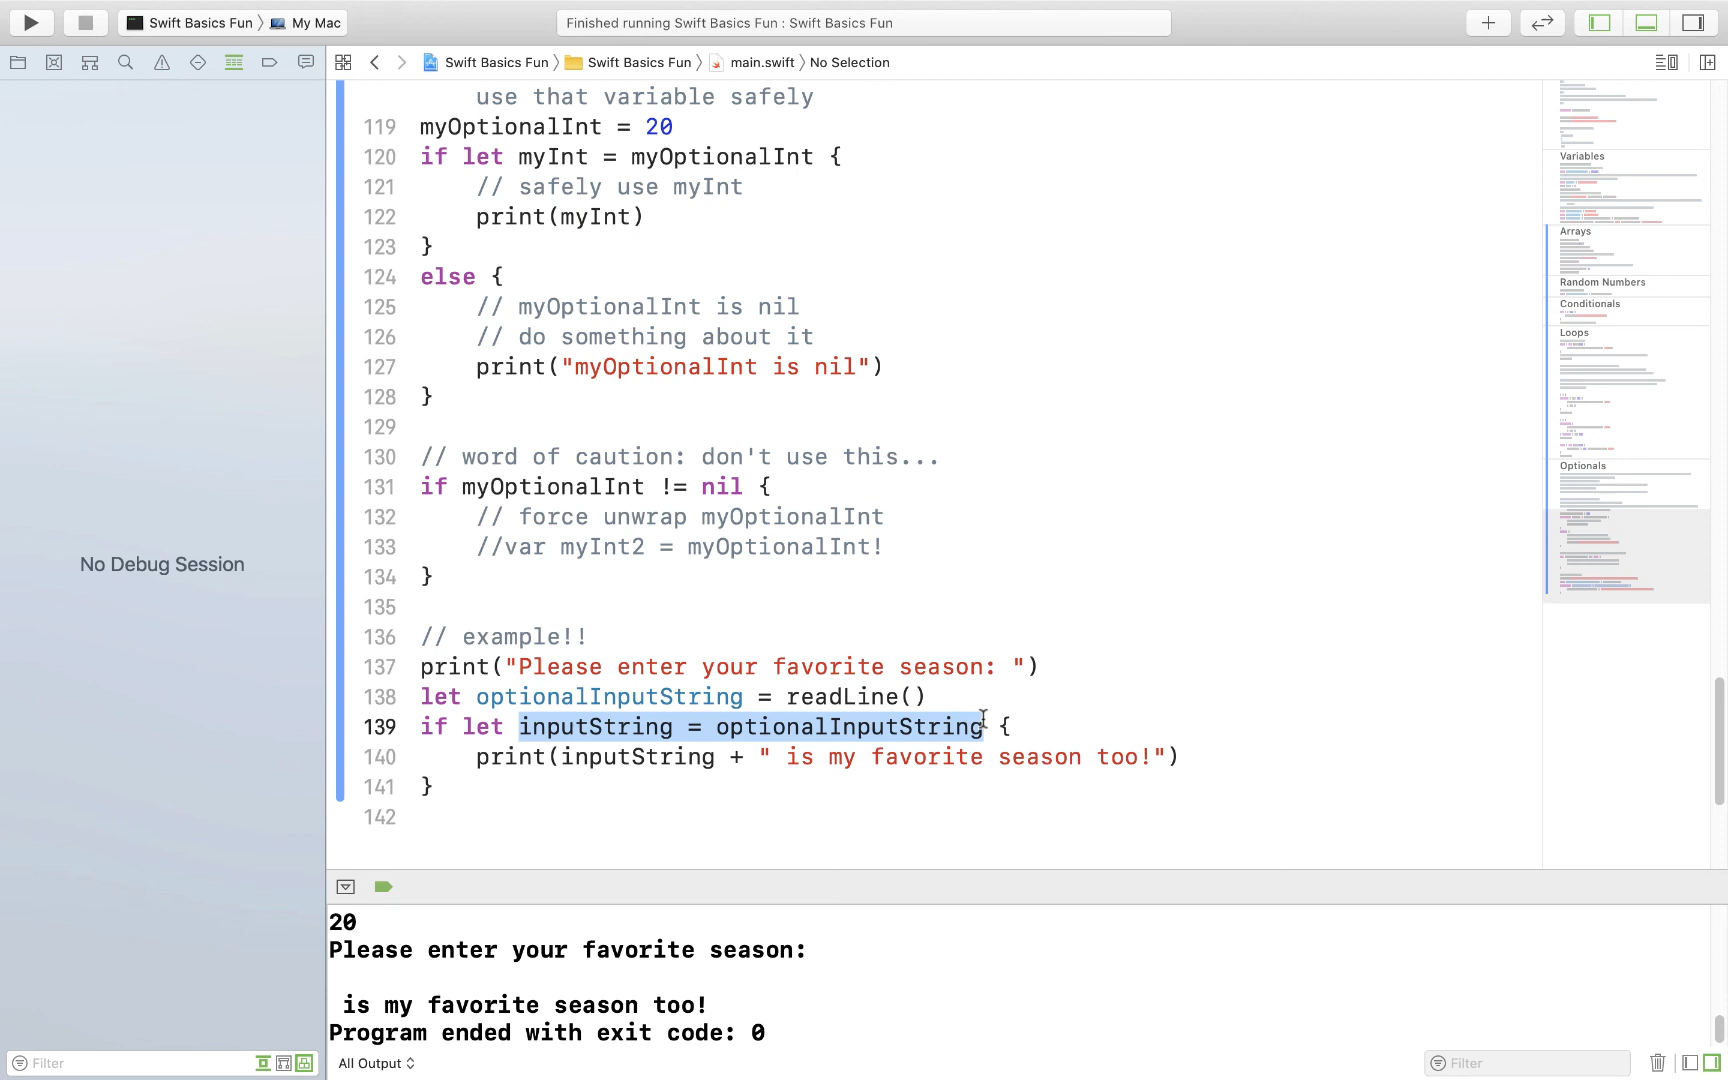 Swift Basics Fun 〉 My Mac
Finished running Swift Basics Fun : Swift Basics Fun
Swift Basics Fun 〉 Swift Basics Fun 〉 main.swift 〉 No Selection
use that variable safely
119 myOptionalInt = 20
120 if let myInt = myOptionalInt {
121 // safely use myInt
122 print(myInt)
123 }
124 else {
125 // myOptionalInt is nil
126 // do something about it
127 print("myOptionalInt is nil")
128 }
129
130 // word of caution: don't use this...
131 if myOptionalInt != nil {
132 // force unwrap myOptionalInt
133 //var myInt2 = myOptionalInt!
134 }
135
136 // example!!
137 print("Please enter your favorite season: ")
138 let optionalInputString = readLine()
139 if let inputString = optionalInputString {
140 print(inputString + " is my favorite season too!")
141 }
142
Variables
Arrays
Random Numbers
Conditionals
Loops
Optionals
No Debug Session
20
Please enter your favorite season:
is my favorite season too!
Program ended with exit code: 0
Filter
All Output
Filter